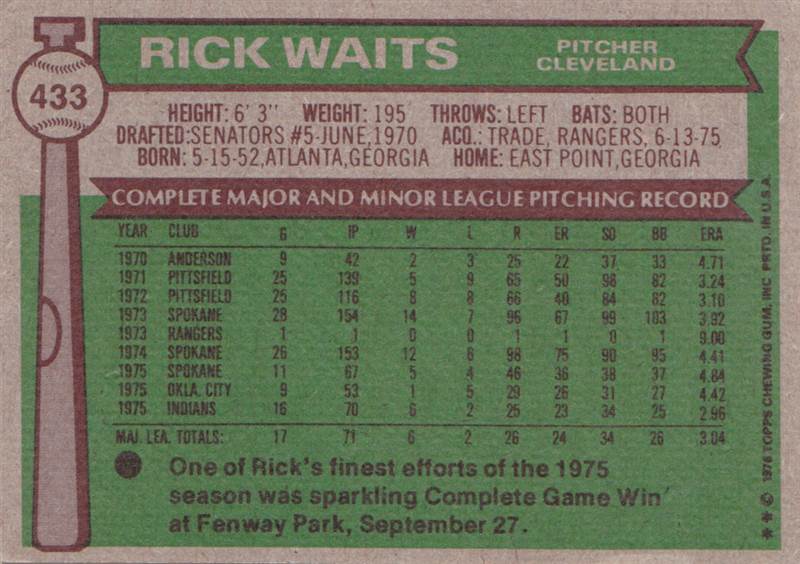 RICK WAITS
PITCHER
CLEVELAND
433
HEIGHT: 6' 3" WEIGHT: 195 THROWS: LEFT BATS: BOTH
DRAFTED:SENATORS #5-JUNE,1970 ACQ.: TRADE, RANGERS, 6-13-75
BORN: 5-15-52,ATLANTA,GEORGIA HOME: EAST POINT,GEORGIA
COMPLETE MAJOR AND MINOR LEAGUE PITCHING RECORD
YEAR CLUB G IP W L R ER SO BB ERA
1970 ANDERSON 9 42 2 3 25 22 37 33 4.71
1971 PITTSFIELD 25 139 5 9 65 50 96 82 3.24
1972 PITTSFIELD 25 116 8 8 66 40 84 82 3.10
1973 SPOKANE 28 154 14 7 96 67 99 103 3.92
1973 RANGERS 1 1 0 0 1 1 0 1 9.00
1974 SPOKANE 26 153 12 6 98 75 90 95 4.41
1975 SPOKANE 11 67 5 4 46 36 38 37 4.84
1975 OKLA. CITY 9 53 1 5 29 26 31 27 4.42
1975 INDIANS 16 70 6 2 25 23 34 25 2.96
MAJ. LEA. TOTALS: 17 71 6 2 26 24 34 26 3.04
One of Rick's finest efforts of the 1975
season was sparkling Complete Game Win
at Fenway Park, September 27.
** © 1976 TOPPS CHEWING GUM, INC PRTD. IN U.S.A.